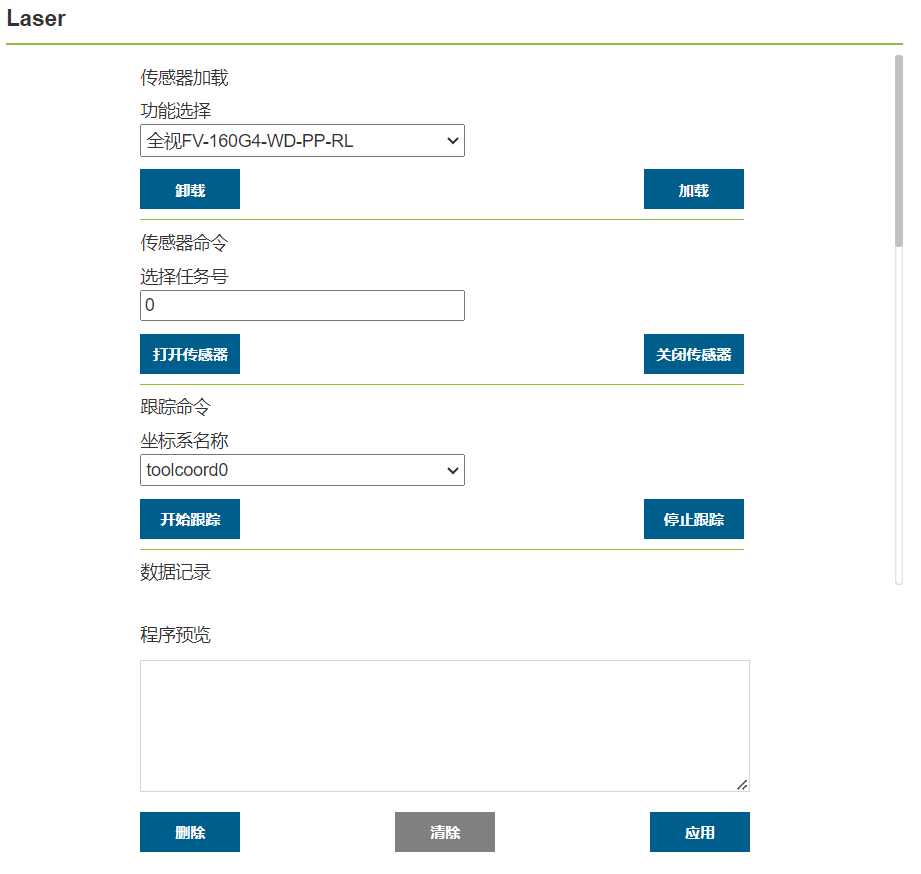 Laser
传感器加载
功能选择
全视FV-160G4-WD-PP-RL
卸载 加载
传感器命令
选择任务号
0
打开传感器 关闭传感器
跟踪命令
坐标系名称
toolcoord0
开始跟踪 停止跟踪
数据记录
程序预览
删除 清除 应用